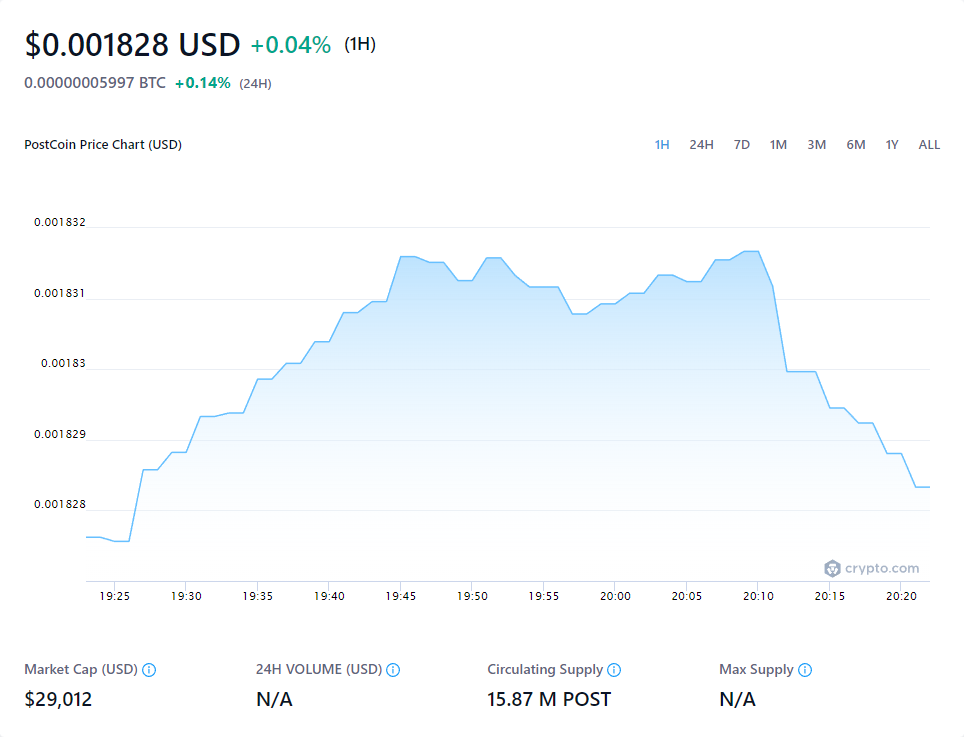 $0.001828 USD +0.04% (1H)
0.00000005997 BTC +0.14% (24H)
PostCoin Price Chart (USD) 1H 24H 7D 1M 3M 6M 1Y ALL
0.001832
0.001831
0.00183
0.001829
0.001828
crypto.com
19:25 19:30 19:35 19:40 19:45 19:50 19:55 20:00 20:05 20:10 20:15 20:20
Market Cap (USD) 24H VOLUME (USD) Circulating Supply Max Supply
$29,012 N/A 15.87 M POST N/A